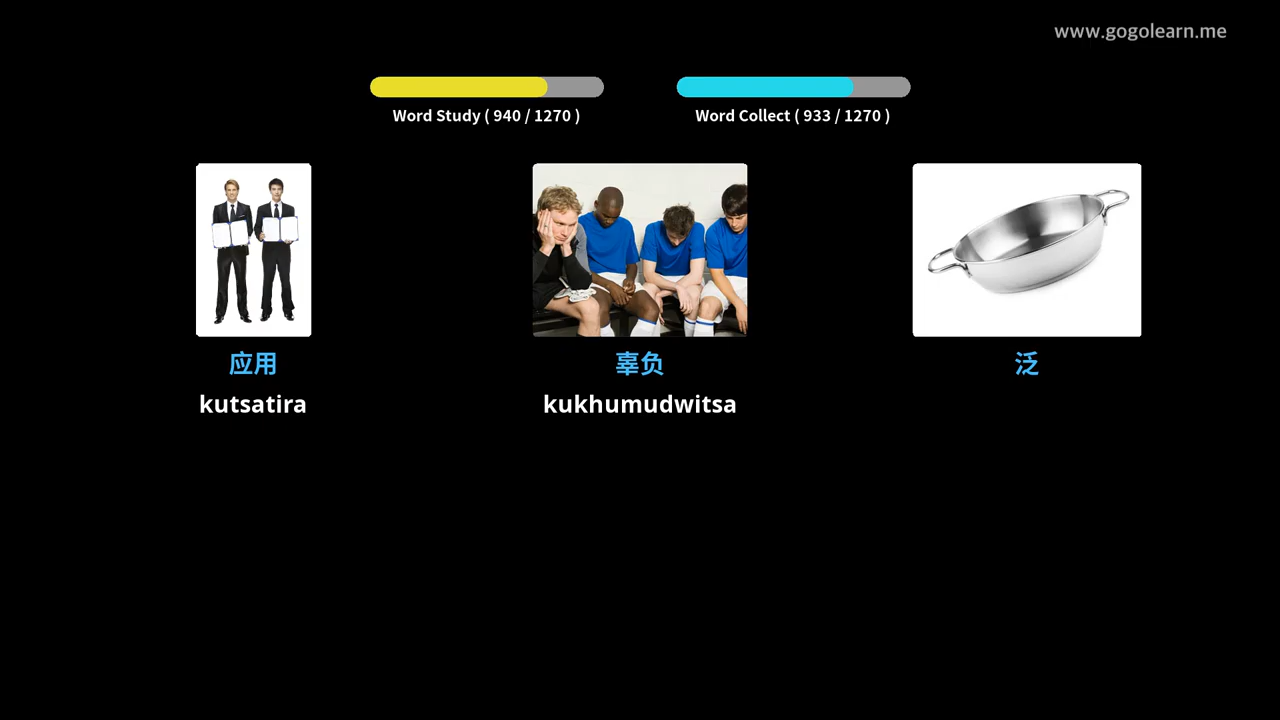 www.gogolearn.me
Word Study ( 940 / 1270 )
Word Collect ( 933 / 1270 )
应用
辜负
泛
kutsatira
kukhumudwitsa